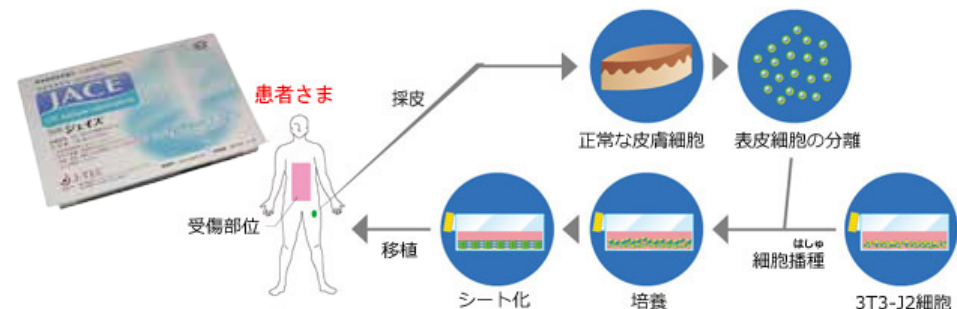 JACE
ジェイス
J-TEC
患者さま
採皮
正常な皮膚細胞
表皮細胞の分離
受傷部位
移植
シート化
培養
はしゅ
細胞播種
3T3-J2細胞